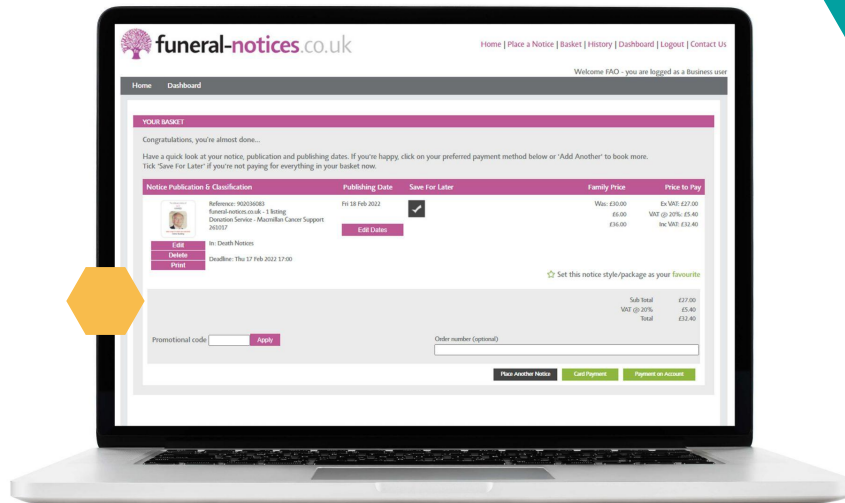 funeral-notices.co.uk
Home | Place a Notice | Basket | History | Dashboard | Logout | Contact Us
Welcome FAO - you are logged as a Business user
Home Dashboard
YOUR BASKET
Congratulations, you're almost done...
Have a quick look at your notice, publication and publishing dates. If you're happy, click on your preferred payment method below or 'Add Another' to book more.
Tick 'Save For Later' if you're not paying for everything in your basket now.
Notice Publication & Classification Publishing Date Save For Later Family Price Price to Pay
Reference: 902036083 Fri 18 Feb 2022 Was: £30.00 Ex VAT: £27.00
funeral-notices.co.uk - 1 listing £6.00 VAT @ 20%: £5.40
Donation Service - Macmillan Cancer Support £36.00 Inc VAT: £32.40
261017
Edit Dates
Edit In: Death Notices
Delete
Print Deadline: Thu 17 Feb 2022 17:00
Set this notice style/package as your favourite
Sub Total £27.00
VAT @ 20% £5.40
Total £32.40
Promotional code Apply Order number (optional)
Place Another Notice Card Payment Payment on Account